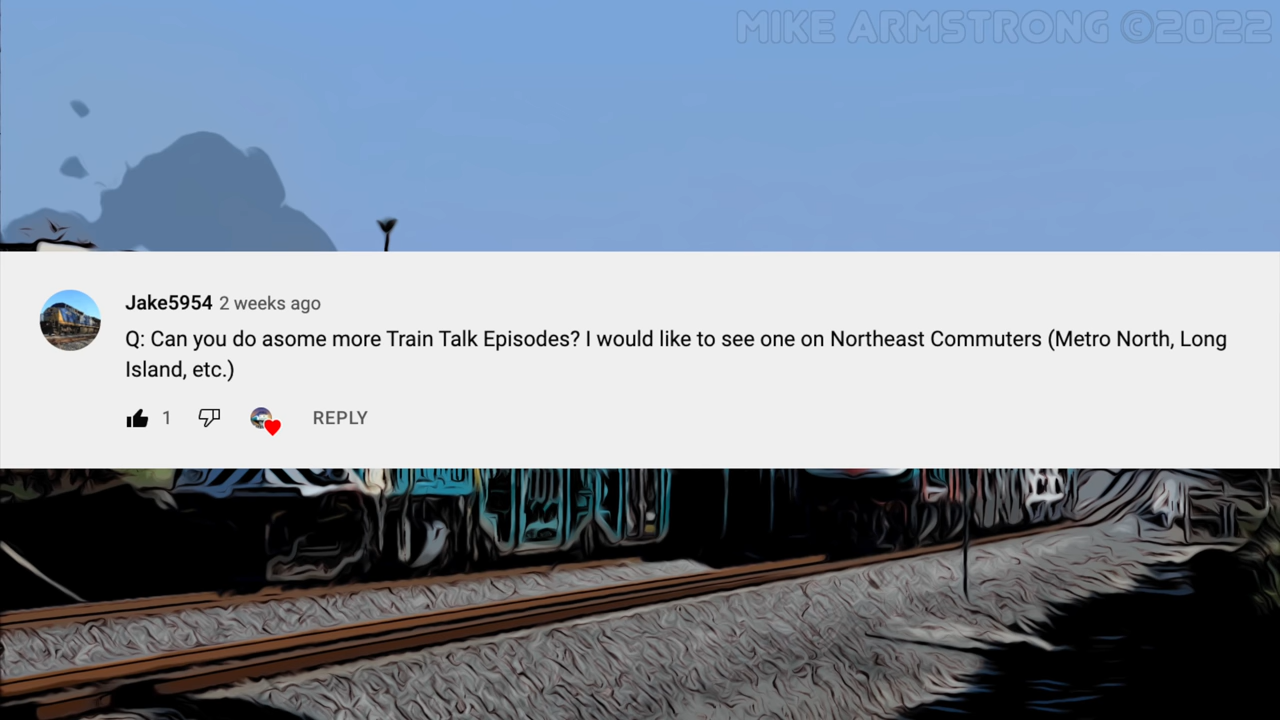 MIKE ARMSTRONG ©2022
Jake5954 2 weeks ago
Q: Can you do asome more Train Talk Episodes? I would like to see one on Northeast Commuters (Metro North, Long
Island, etc.)
1 REPLY